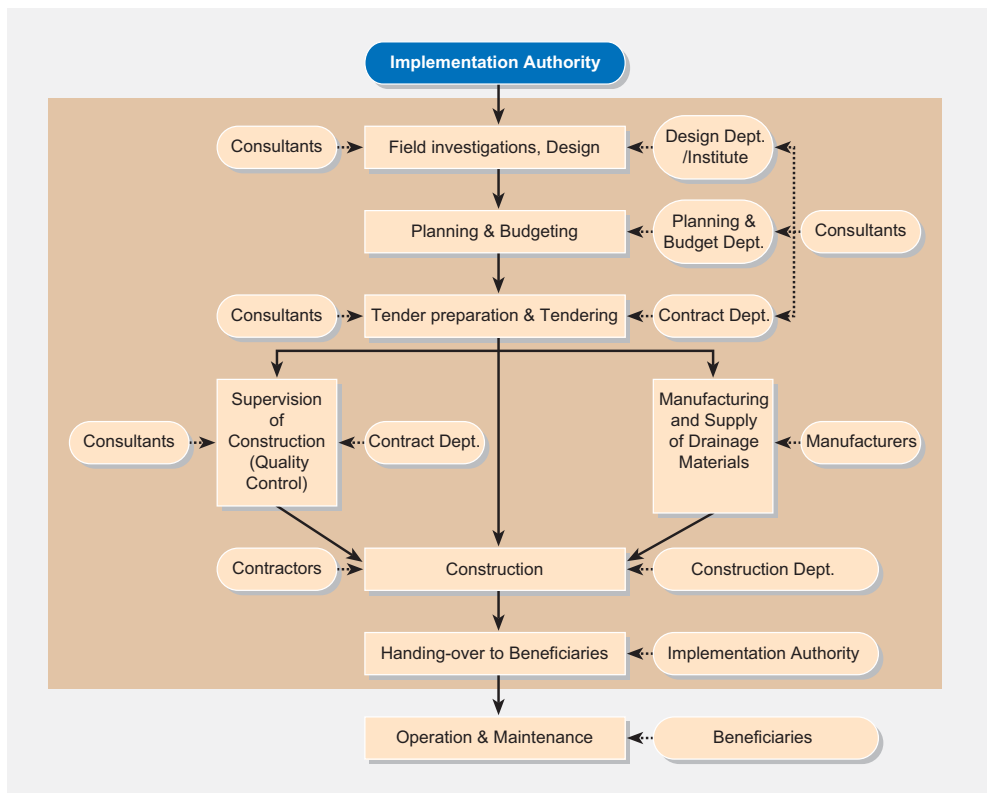 Implementation Authority
Consultants
Field investigations, Design
Design Dept.
/Institute
Planning & Budgeting
Planning &
Budget Dept.
Consultants
Consultants
Tender preparation & Tendering
Contract Dept.
Consultants
Supervision
of
Construction
(Quality
Control)
Contract Dept.
Manufacturing
and Supply
of Drainage
Materials
Manufacturers
Contractors
Construction
Construction Dept.
Handing-over to Beneficiaries
Implementation Authority
Operation & Maintenance
Beneficiaries